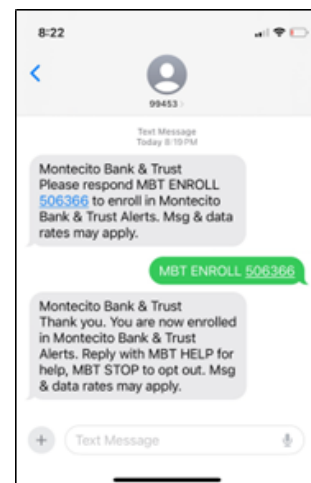 8:22
99453 >
Text Message
Today 8:19 PM
Montecito Bank & Trust
Please respond MBT ENROLL
506366 to enroll in Montecito
Bank & Trust Alerts. Msg & data
rates may apply.
MBT ENROLL 506366
Montecito Bank & Trust
Thank you. You are now enrolled
in Montecito Bank & Trust
Alerts. Reply with MBT HELP for
help, MBT STOP to opt out. Msg
& data rates may apply.
Text Message